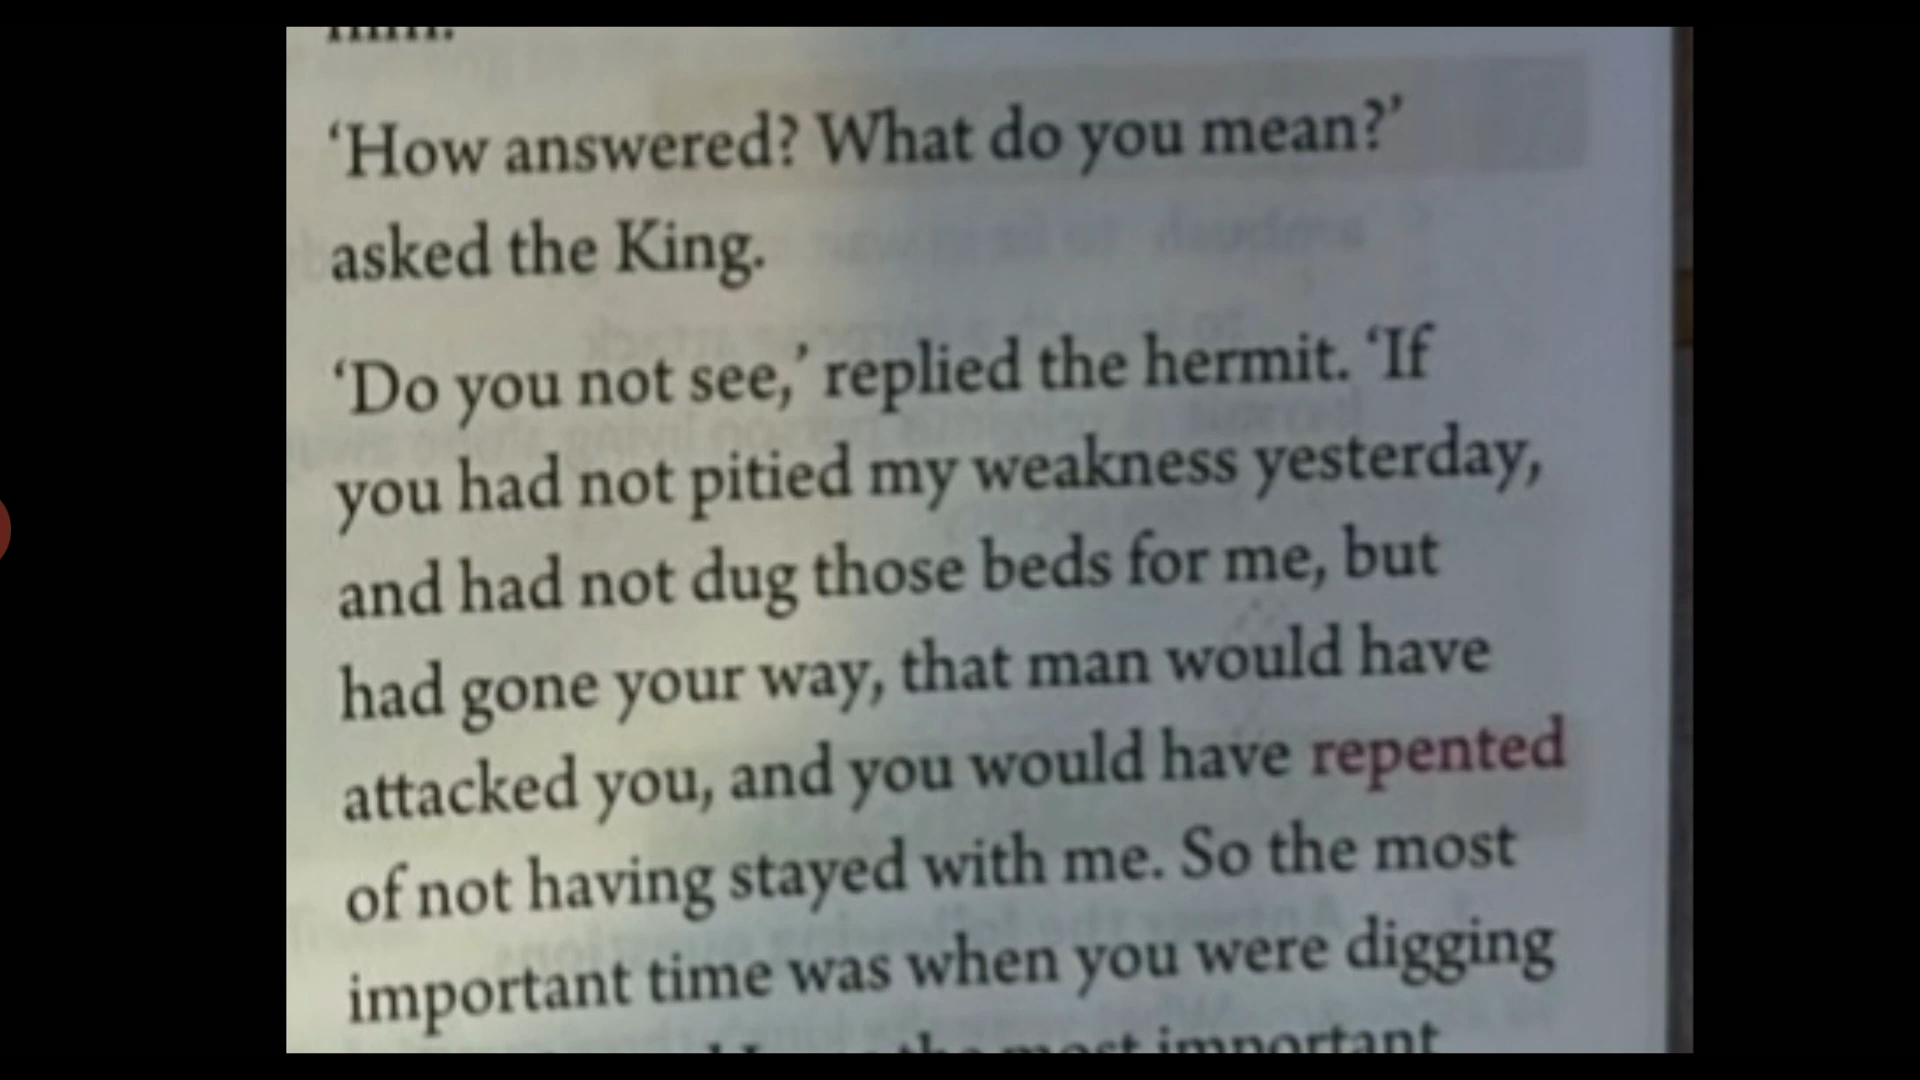 ‘How answered? What do you mean?’
asked the King.
‘Do you not see,’ replied the hermit. ‘If
you had not pitied my weakness yesterday,
and had not dug those beds for me, but
had gone your way, that man would have
attacked you, and you would have repented
of not having stayed with me. So the most
important time was when you were digging
the most important